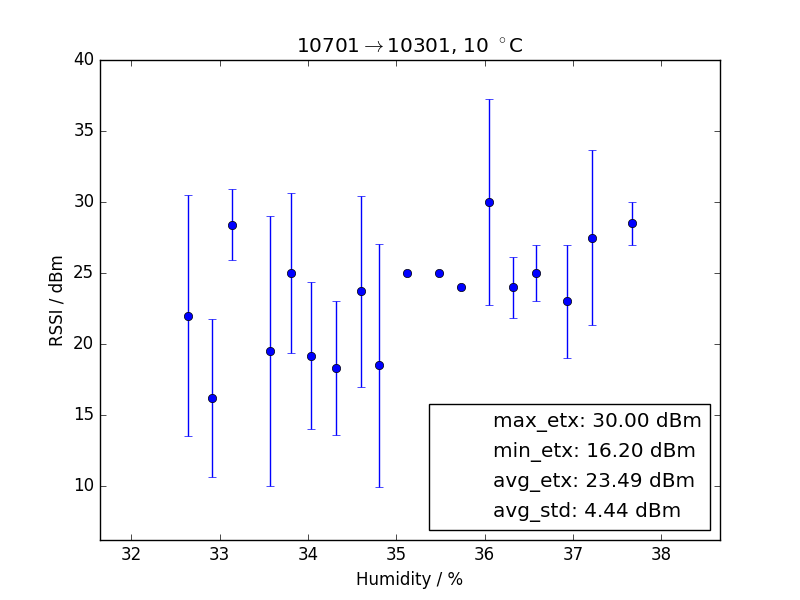 10701→10301, 10 °C
40
35
30
25
20
15
10
RSSI / dBm
max_etx: 30.00 dBm
min_etx: 16.20 dBm
avg_etx: 23.49 dBm
avg_std: 4.44 dBm
32 33 34 35 36 37 38
Humidity / %